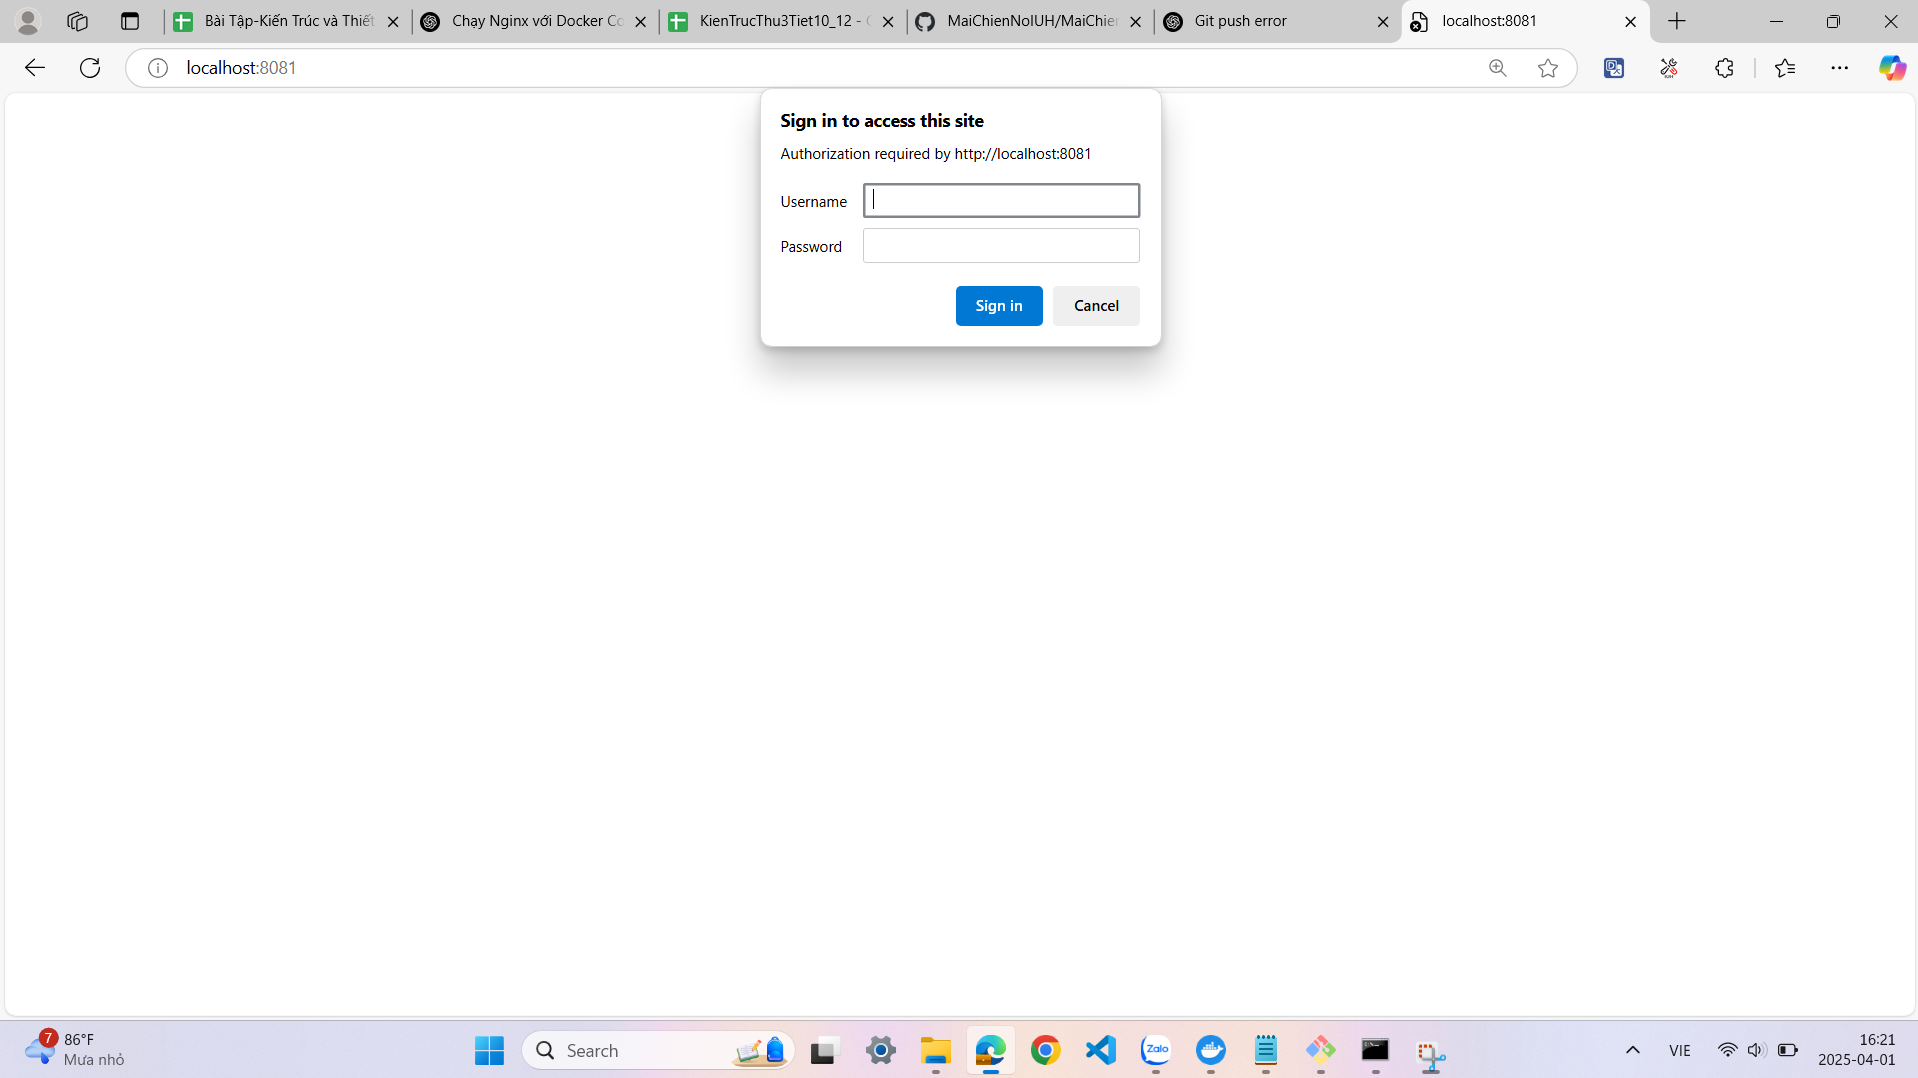 Bài Tập-Kiến Trúc và Thiết
Chạy Nginx với Docker Co
KienTrucThu3Tiet10_12 -
MaiChienNoIUH/MaiChien
Git push error
localhost:8081
localhost:8081
Sign in to access this site
Authorization required by http://localhost:8081
Username
Password
Sign in
Cancel
7
86°F
Mưa nhỏ
Search
Zalo
VIE
16:21
2025-04-01